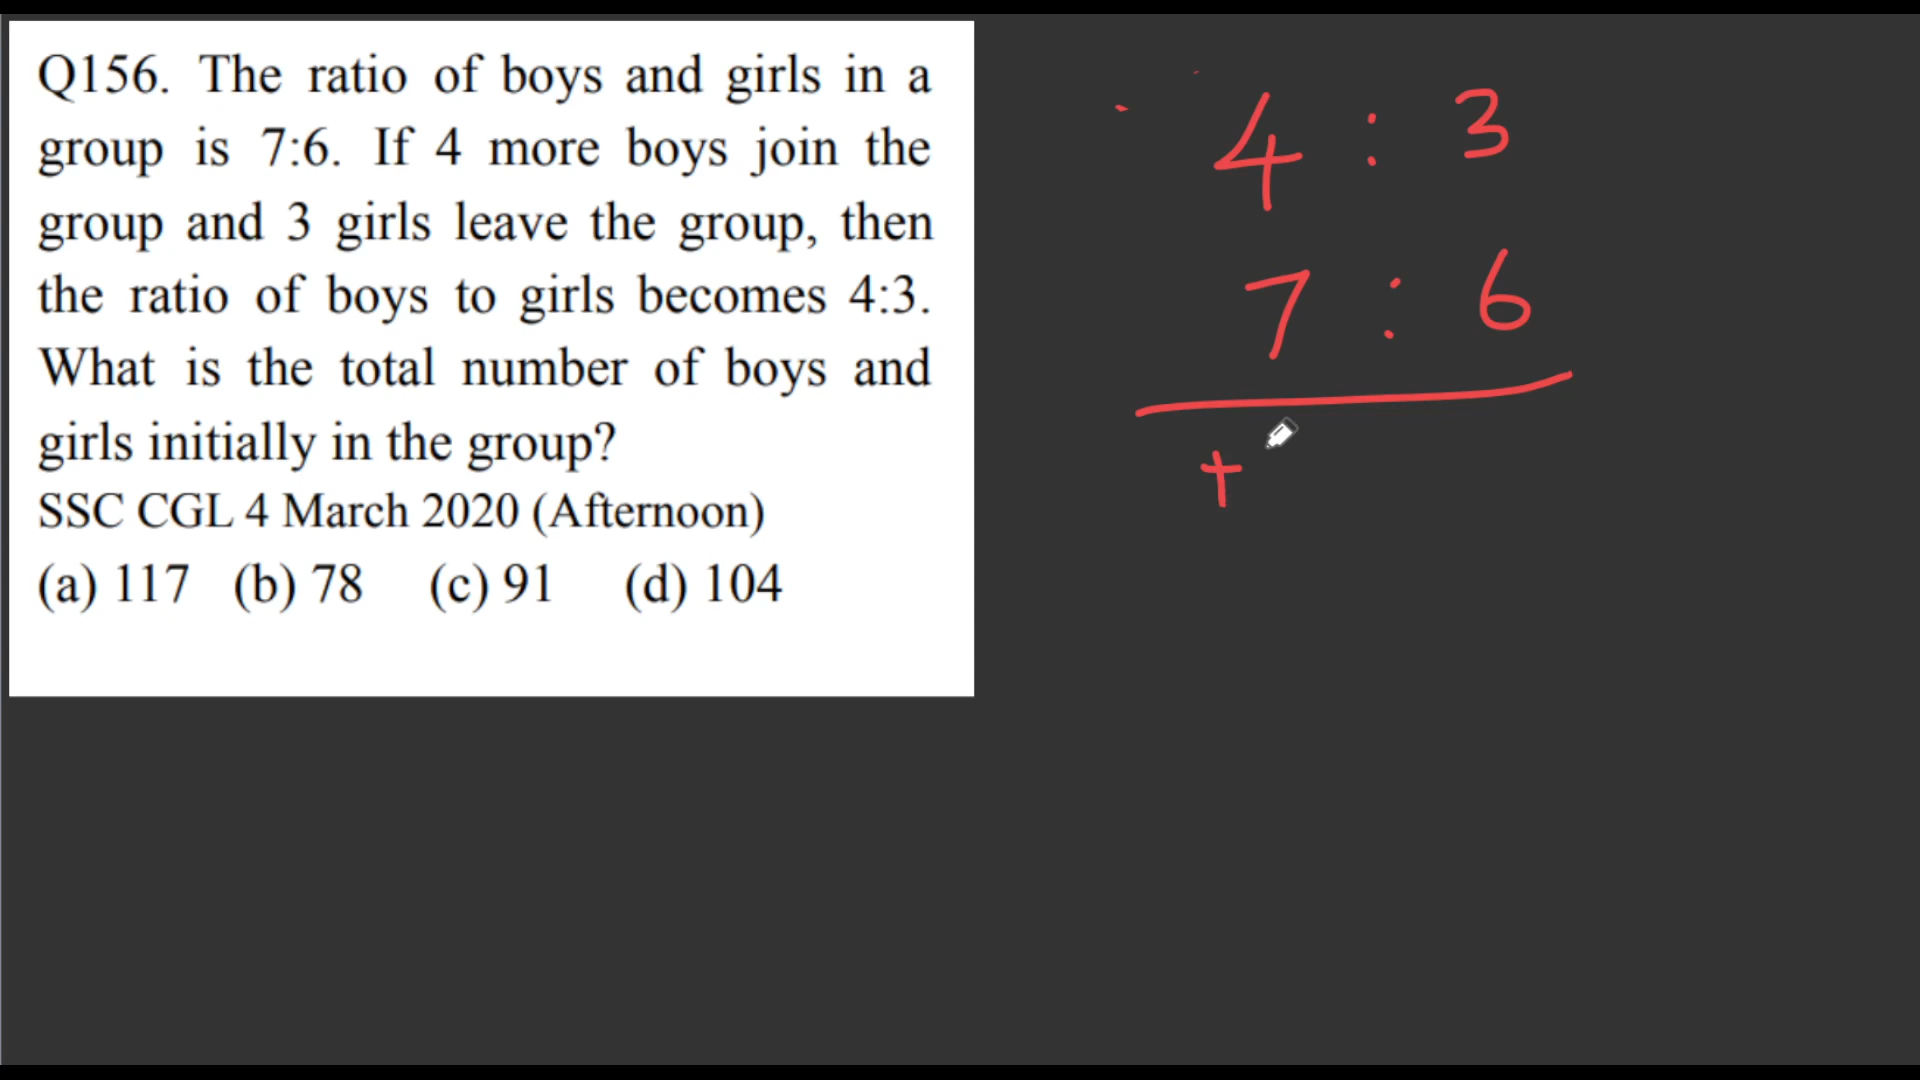 Q156. The ratio of boys and girls in a
group is 7:6. If 4 more boys join the
group and 3 girls leave the group, then
the ratio of boys to girls becomes 4:3.
What is the total number of boys and
girls initially in the group?
SSC CGL 4 March 2020 (Afternoon)
(a) 117 (b) 78 (c) 91 (d) 104
4 : 3
7 : 6
+